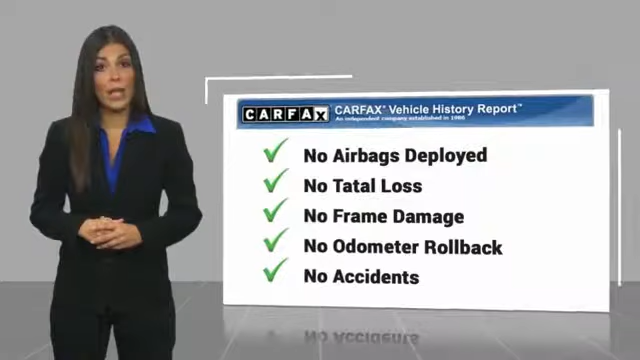 CARFAX CARFAX® Vehicle History Report™
An independent company established in 1986
No Airbags Deployed
No Tatal Loss
No Frame Damage
No Odometer Rollback
No Accidents